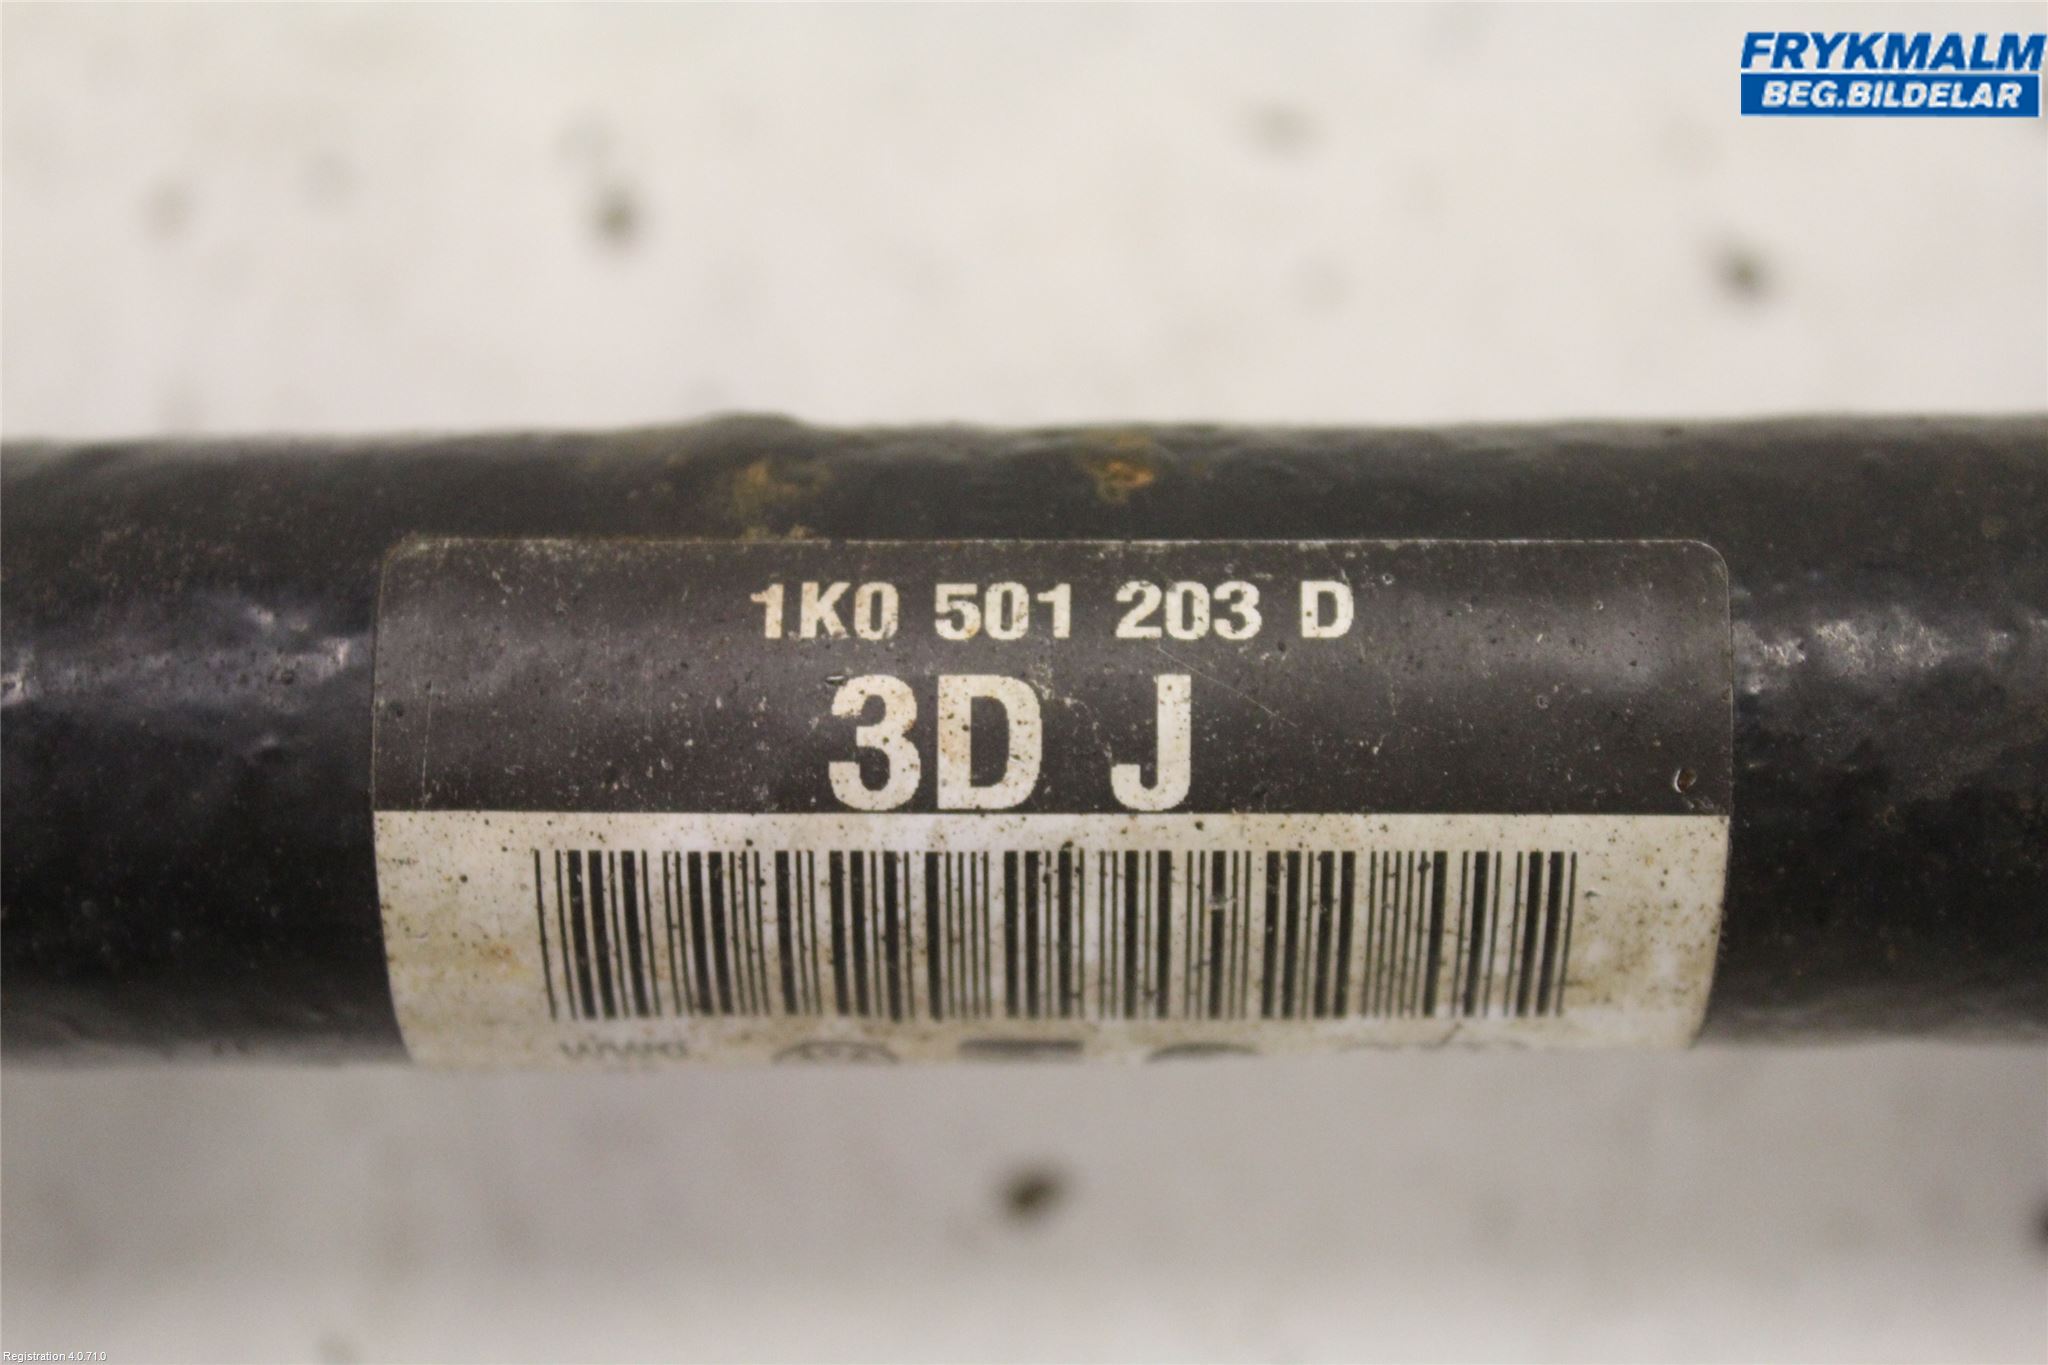 FRYKMALM
BEG.BILDELAR
1K0 501 203 D
3D J
Registration 4.0.71.0